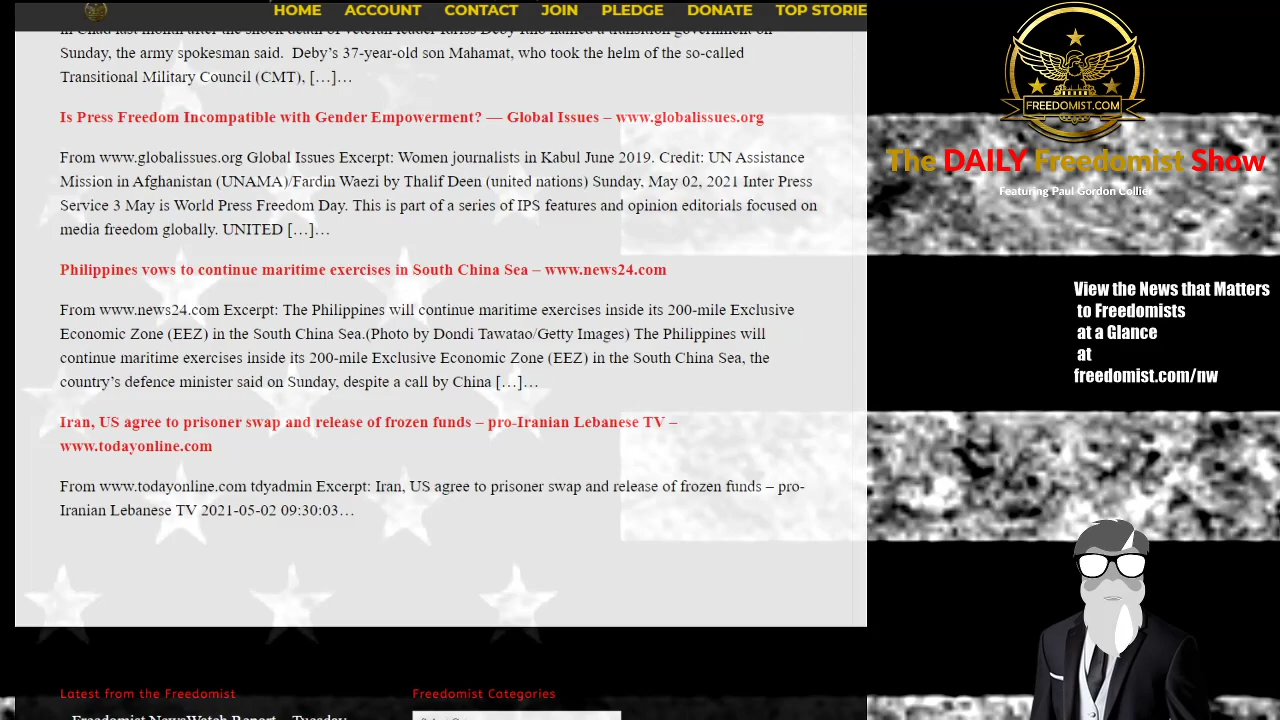 HOME ACCOUNT CONTACT JOIN PLEDGE DONATE TOP STORIE
in Chad last month after the shock death of veteran leader Idriss Deby Itno named a transition government on
Sunday, the army spokesman said. Deby’s 37-year-old son Mahamat, who took the helm of the so-called
Transitional Military Council (CMT), […]…
Is Press Freedom Incompatible with Gender Empowerment? — Global Issues – www.globalissues.org
From www.globalissues.org Global Issues Excerpt: Women journalists in Kabul June 2019. Credit: UN Assistance
Mission in Afghanistan (UNAMA)/Fardin Waezi by Thalif Deen (united nations) Sunday, May 02, 2021 Inter Press
Service 3 May is World Press Freedom Day. This is part of a series of IPS features and opinion editorials focused on
media freedom globally. UNITED […]…
Philippines vows to continue maritime exercises in South China Sea – www.news24.com
From www.news24.com Excerpt: The Philippines will continue maritime exercises inside its 200-mile Exclusive
Economic Zone (EEZ) in the South China Sea.(Photo by Dondi Tawatao/Getty Images) The Philippines will
continue maritime exercises inside its 200-mile Exclusive Economic Zone (EEZ) in the South China Sea, the
country’s defence minister said on Sunday, despite a call by China […]…
Iran, US agree to prisoner swap and release of frozen funds – pro-Iranian Lebanese TV –
www.todayonline.com
From www.todayonline.com tdyadmin Excerpt: Iran, US agree to prisoner swap and release of frozen funds – pro-
Iranian Lebanese TV 2021-05-02 09:30:03…
Latest from the Freedomist
Freedomist NewsWatch Report – Tuesday
Freedomist Categories
FREEDOMIST.COM
The DAILY Freedomist Show
Featuring Paul Gordon Collier
View the News that Matters
to Freedomists
at a Glance
at
freedomist.com/nw